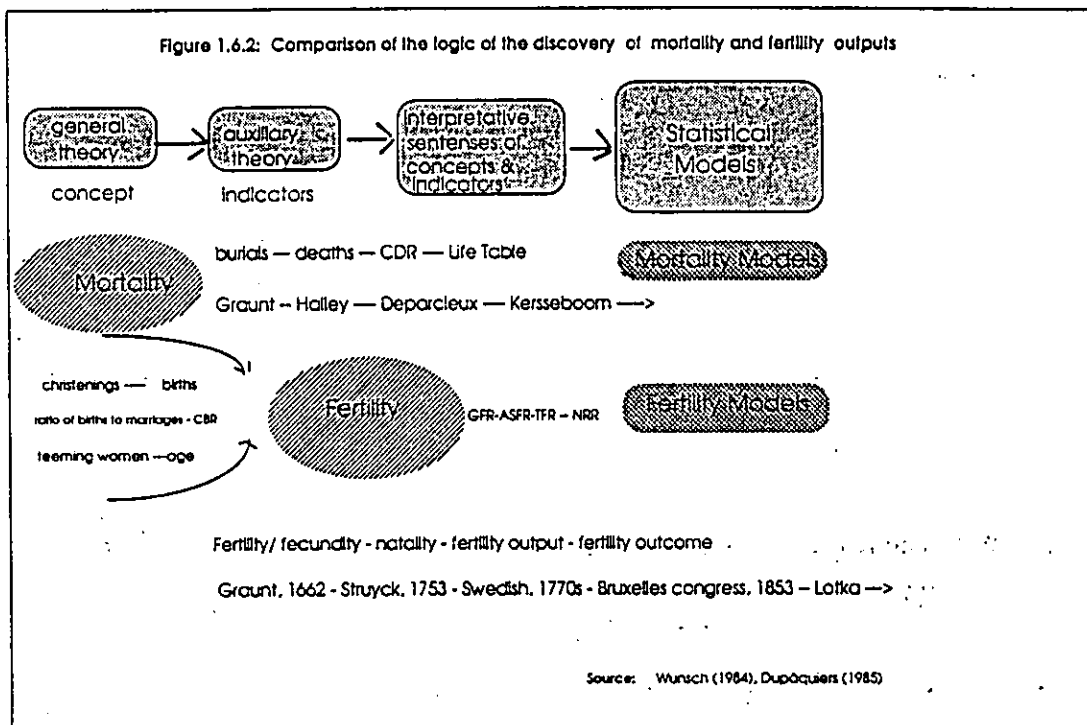 Figure 1.6.2: Comparison of the logic of the discovery of mortality and fertility outputs
general
theory
auxiliary
theory
interpretative
sentenses of
concepts &
indicators
Statistical
Models
concept
indicators
Mortality
burials — deaths — CDR — Life Table
Mortality Models
Graunt -- Halley — Deparcieux — Kersseboom —->
christenings —- births
ratio of births to marriages - CBR
teeming women —age
Fertility
GFR-ASFR-TFR – NRR
Fertility Models
Fertility/ fecundity - natality - fertility output - fertility outcome
Graunt, 1662 - Struyck, 1753 - Swedish, 1770s - Bruxelles congress, 1853 – Lotka —>
Source: Wunsch (1984), Dupâquiers (1985)